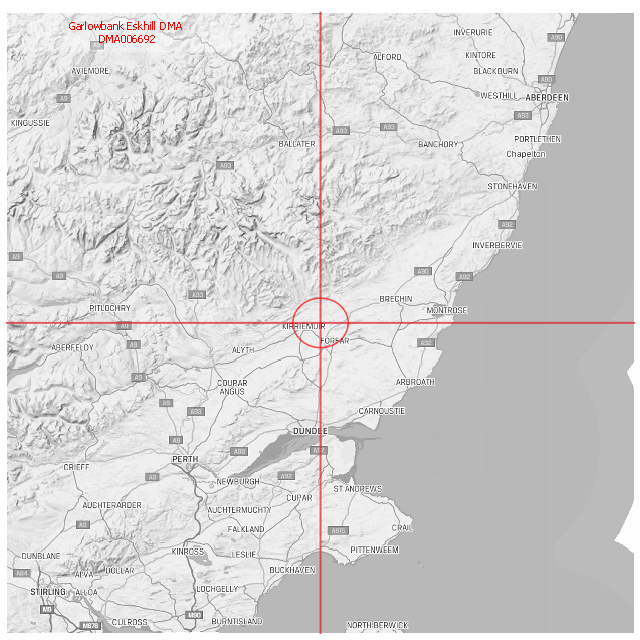 Garlowbank Eskhill DMA
DMA006692
INVERURIE
A90
A9
ALFORD
KINTORE
AVIEMORE
BLACKBURN
A90
WESTHILL
ABERDEEN
A9
A93
KINGUSSIE
A93
A93
BALLATER
BANCHORY
PORTLETHEN
Chapelton
A93
STONEHAVEN
A92
INVERBERVIE
A9
A9
A90
A92
A93
BRECHIN
PITLOCHRY
MONTROSE
A9
KIRRIEMUIR
FORFAR
A92
ABERFELDY
A9
ALYTH
A9
COUPAR
ANGUS
ARBROATH
A9
A93
CARNOUSTIE
DUNDEE
A9
A90
A92
PERTH
CRIEFF
A9
A92
NEWBURGH
ST ANDREWS
CUPAR
AUCHTERARDER
AUCHTERMUCHTY
A9
FALKLAND
A915
CRAIL
DUNBLANE
KINROSS
LESLIE
PITTENWEEM
A84
ALVA
DOLLAR
BUCKHAVEN
STIRLING
ALLOA
LOCHGELLY
M9
M90
M876
CULROSS
BURNTISLAND
NORTH BERWICK